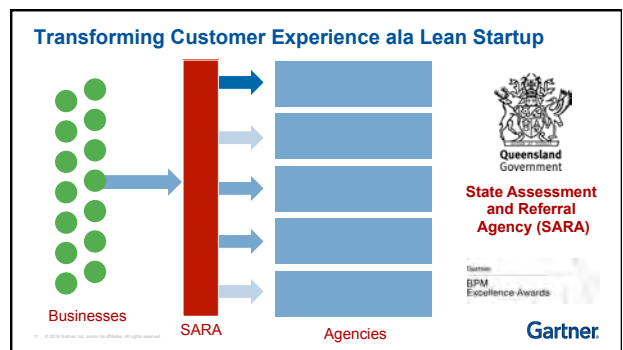 Transforming Customer Experience ala Lean Startup
Queensland
Government
State Assessment
and Referral
Agency (SARA)
Gartner
BPM
Excellence Awards
Businesses
SARA
Agencies
Gartner